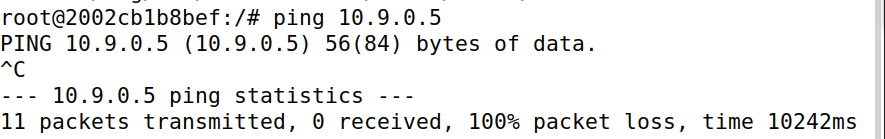 root@2002cb1b8bef:/# ping 10.9.0.5
PING 10.9.0.5 (10.9.0.5) 56(84) bytes of data.
^C
--- 10.9.0.5 ping statistics ---
11 packets transmitted, 0 received, 100% packet loss, time 10242ms